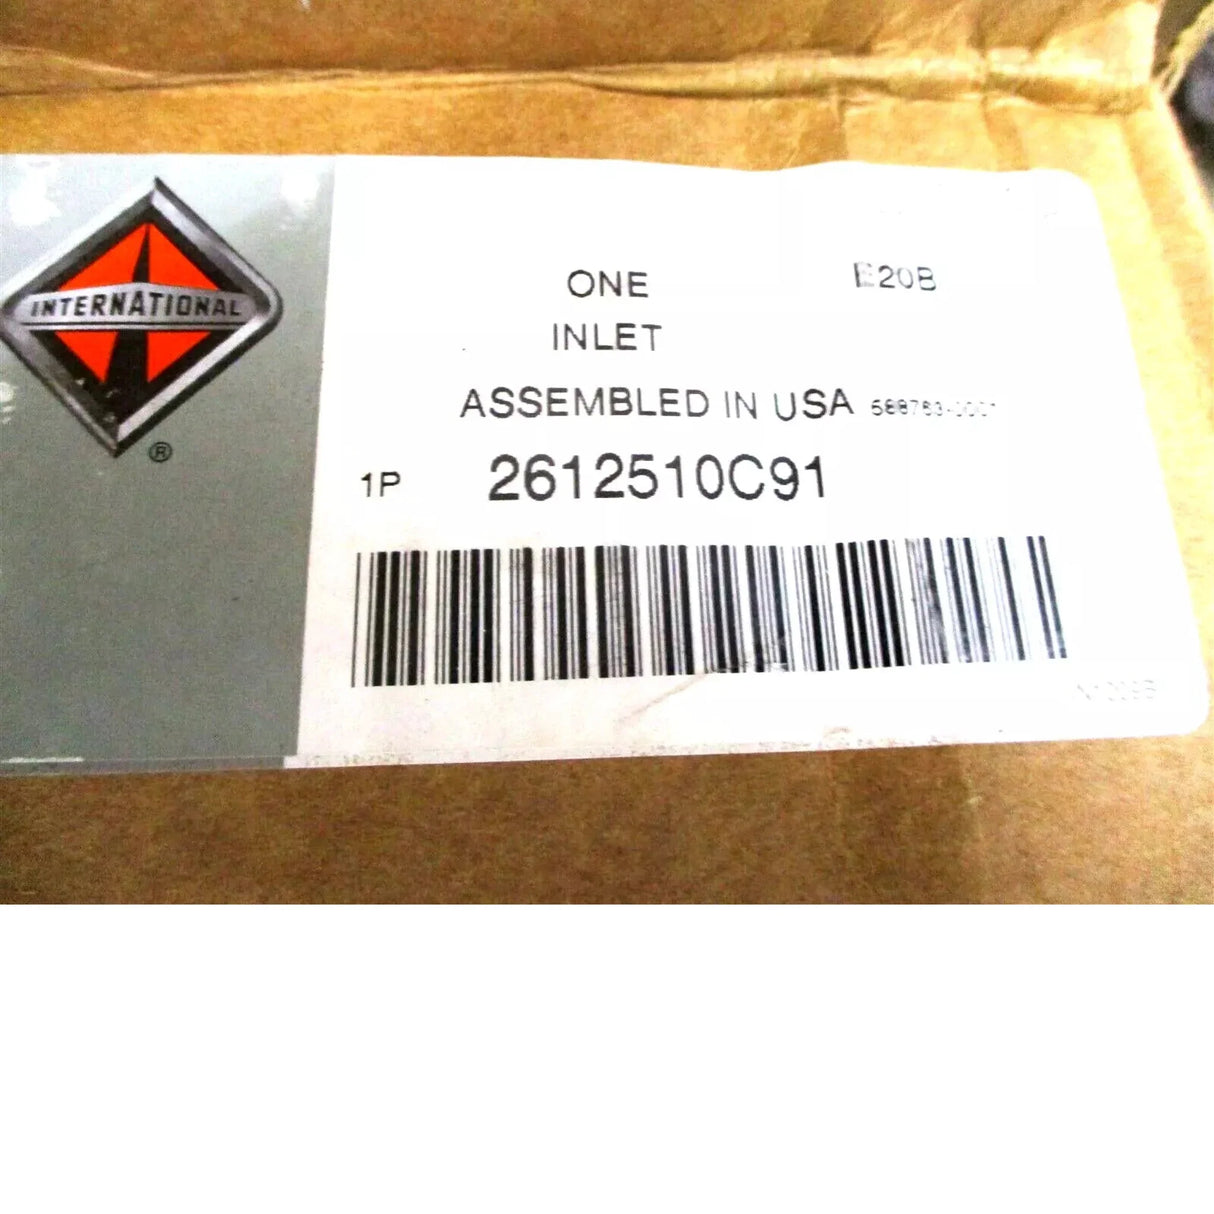 INTERNATIONAL
®
ONE
E20B
INLET
ASSEMBLED IN USA
1P 2612510C91